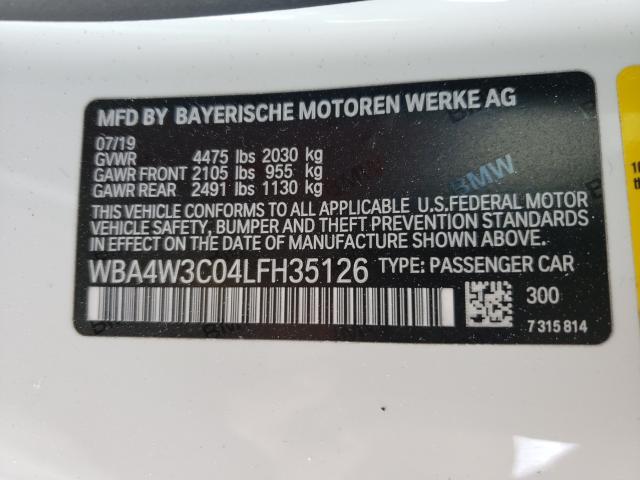 MFD BY BAYERISCHE MOTOREN WERKE AG
07/19
GVWR 4475 lbs 2030 kg
GAWR FRONT 2105 lbs 955 kg
GAWR REAR 2491 lbs 1130 kg
THIS VEHICLE CONFORMS TO ALL APPLICABLE U.S.FEDERAL MOTOR
VEHICLE SAFETY, BUMPER AND THEFT PREVENTION STANDARDS
IN EFFECT ON THE DATE OF MANUFACTURE SHOWN ABOVE.
WBA4W3C04LFH35126 TYPE: PASSENGER CAR
300
7 315 814
BMW